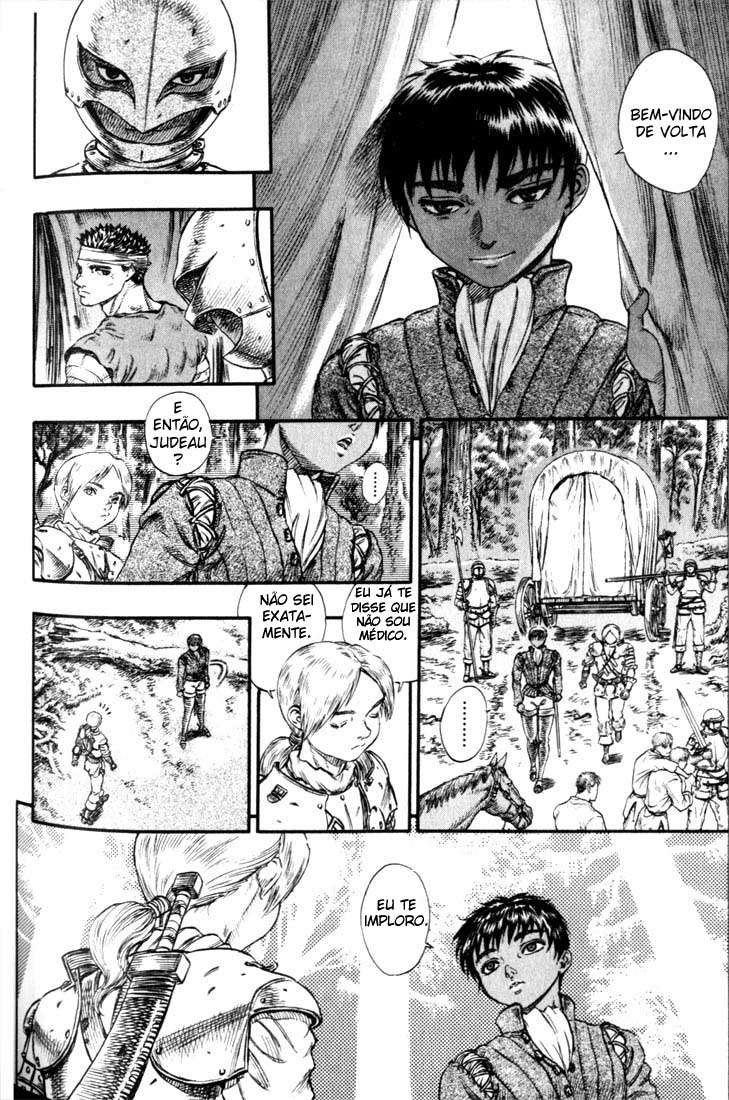 BEM-VINDO
DE VOLTA
...
........
......
E
ENTÃO,
JUDEAU
?
EU JÁ TE
DISSE QUE
NÃO SOU
MÉDICO.
NÃO SEI
EXATA-
MENTE.
EU TE
IMPLORO.